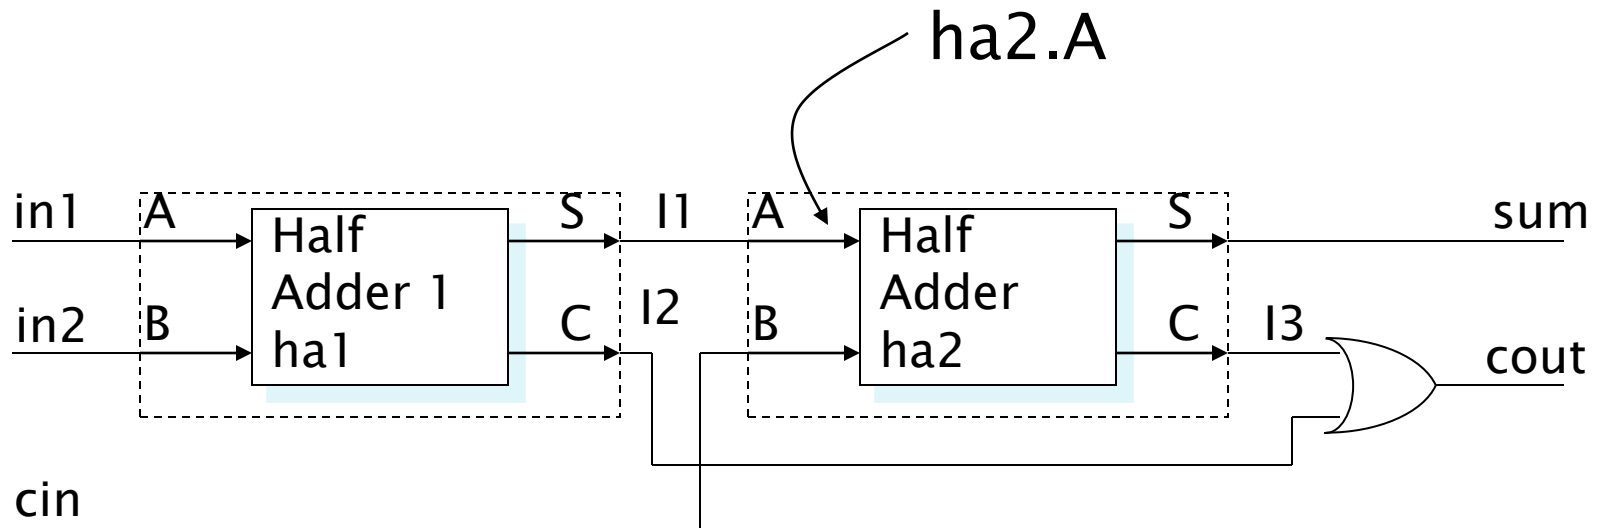 ha2.A
in1
A
Half
Adder 1
ha1
S
I1
A
Half
Adder
ha2
S
sum
in2
B
C
I2
B
C
I3
cout
cin